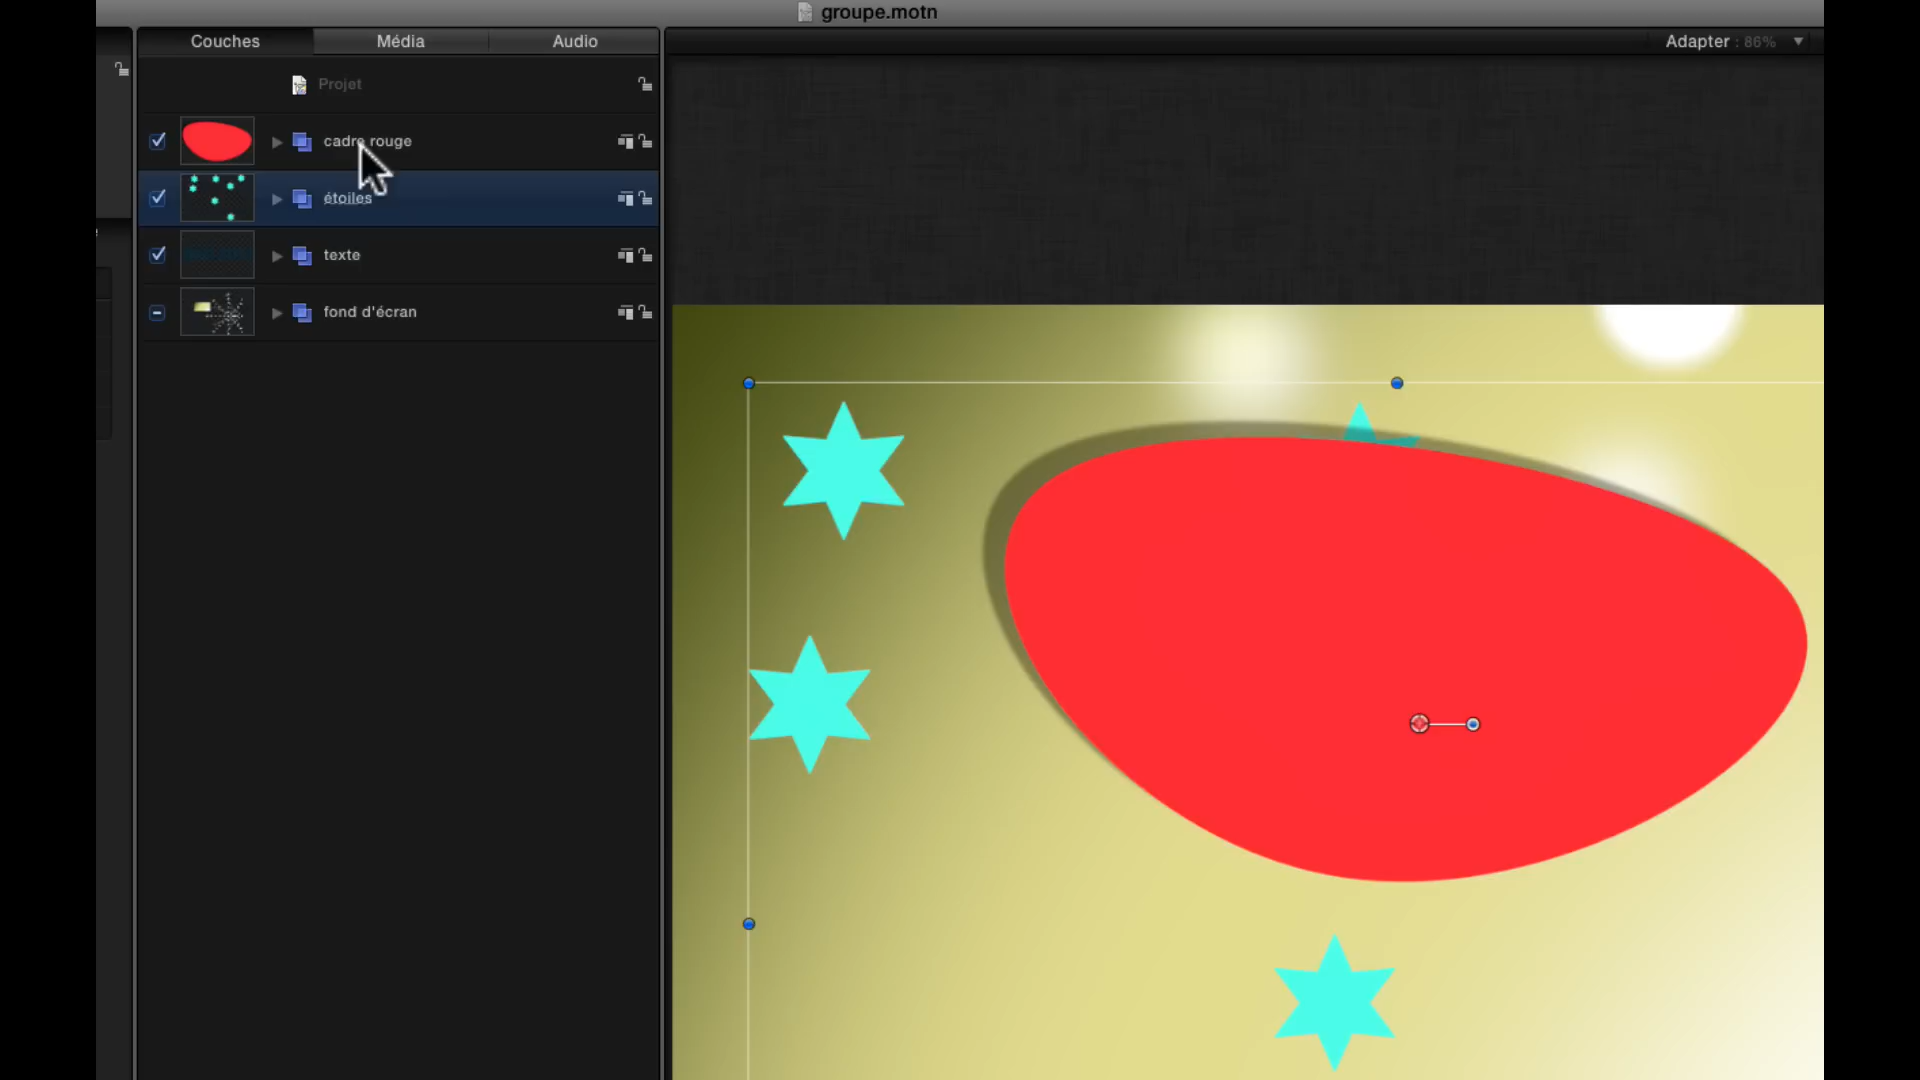 groupe.motn
Couches Média Audio
Adapter : 86%
Projet
cadre rouge
étoiles
texte
fond d'écran